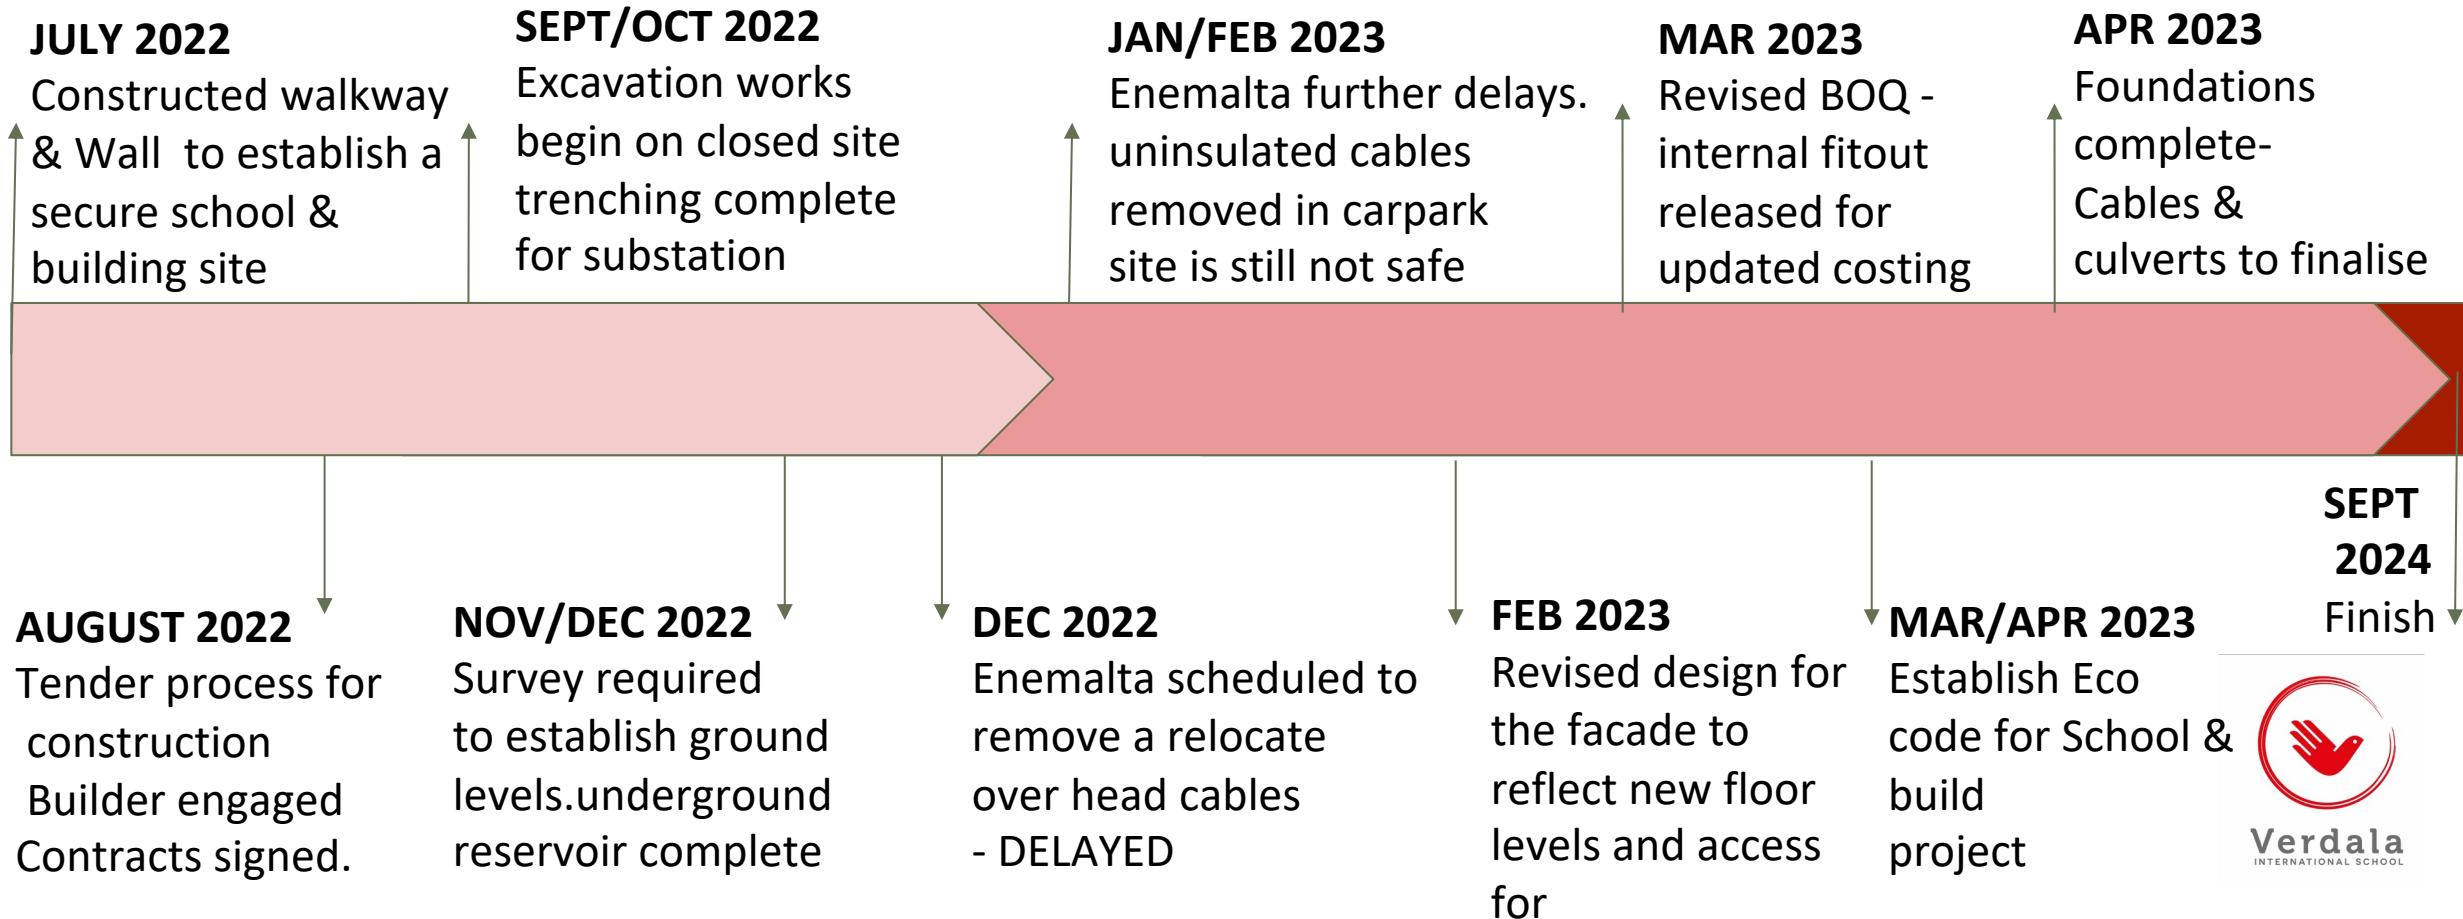 JULY 2022
Constructed walkway
& Wall to establish a
secure school &
building site
SEPT/OCT 2022
Excavation works
begin on closed site
trenching complete
for substation
JAN/FEB 2023
Enemalta further delays.
uninsulated cables
removed in carpark
site is still not safe
MAR 2023
Revised BOQ -
internal fitout
released for
updated costing
APR 2023
Foundations
complete-
Cables &
culverts to finalise
AUGUST 2022
Tender process for
construction
Builder engaged
Contracts signed.
NOV/DEC 2022
Survey required
to establish ground
levels.underground
reservoir complete
DEC 2022
Enemalta scheduled to
remove a relocate
over head cables
- DELAYED
FEB 2023
Revised design for
the facade to
reflect new floor
levels and access
for
MAR/APR 2023
Establish Eco
code for School &
build
project
SEPT
2024
Finish
Verdala
INTERNATIONAL SCHOOL